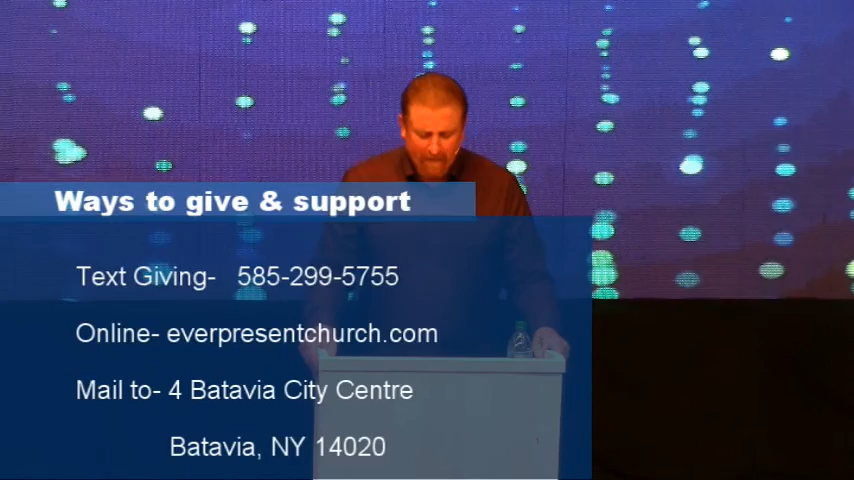 Ways to give & support
Text Giving- 585-299-5755
Online- everpresentchurch.com
Mail to- 4 Batavia City Centre
Batavia, NY 14020